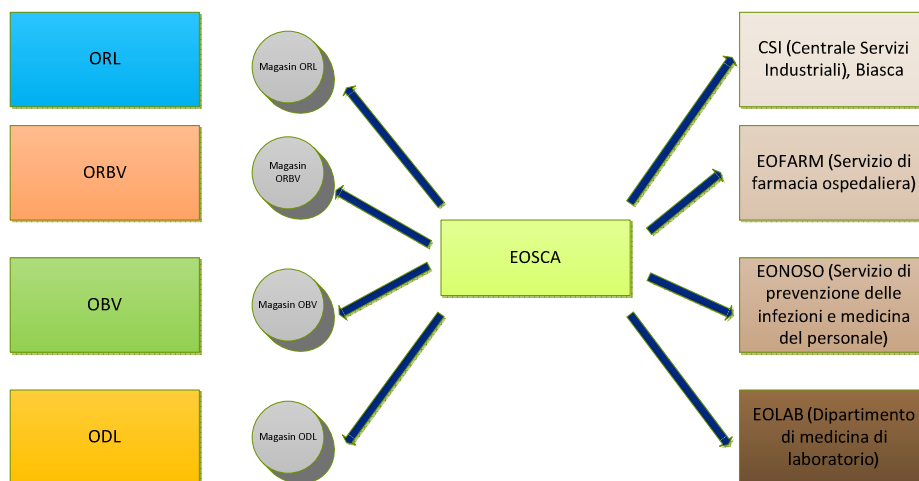 ORL
Magasin ORL
CSI (Centrale Servizi
Industriali), Biasca
ORBV
Magasin
ORBV
EOFARM (Servizio di
farmacia ospedaliera)
EOSCA
OBV
Magasin OBV
EONOSO (Servizio di
prevenzione delle
infezioni e medicina
del personale)
ODL
Magasin ODL
EOLAB (Dipartimento
di medicina di
laboratorio)